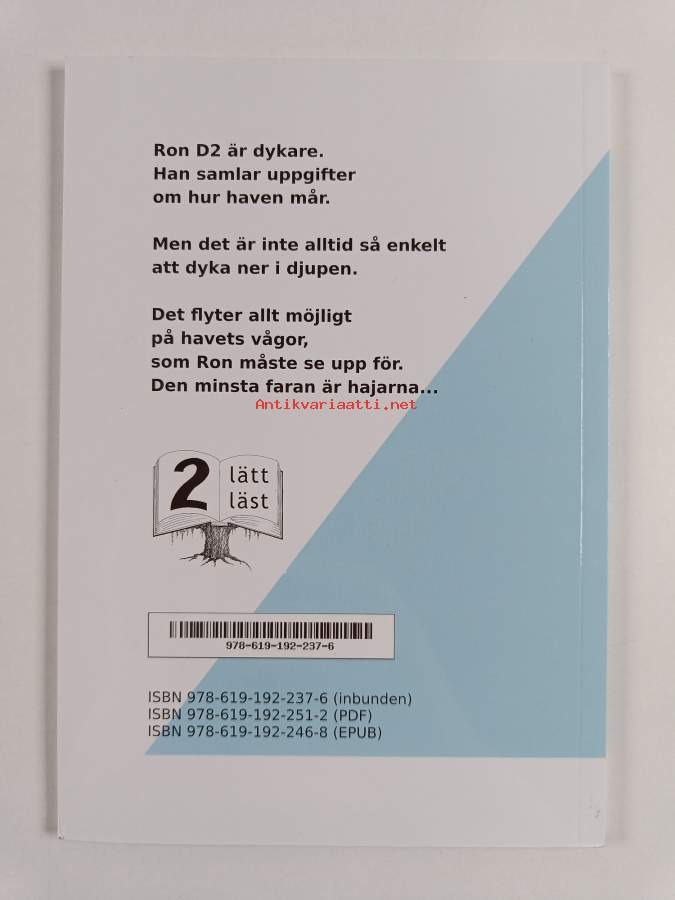 Ron D2 är dykare.
Han samlar uppgifter
om hur haven mår.
Men det är inte alltid så enkelt
att dyka ner i djupen.
Det flyter allt möjligt
på havets vågor,
som Ron måste se upp för.
Den minsta faran är hajarna...
Antikvariaatti.net
2 lätt
läst
978-619-192-237-6
ISBN 978-619-192-237-6 (inbunden)
ISBN 978-619-192-251-2 (PDF)
ISBN 978-619-192-246-8 (EPUB)